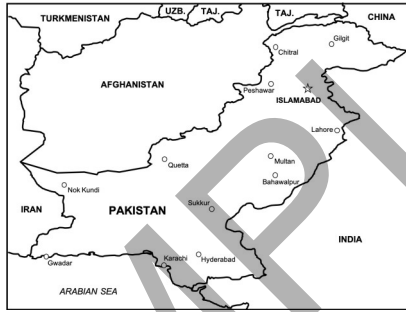 TURKMENISTAN
UZB.
TAJ.
TAJ.
CHINA
Gilgit
Chitral
AFGHANISTAN
Peshawar
ISLAMABAD
Lahore
Quetta
Multan
Bahawalpur
Nok Kundi
IRAN
PAKISTAN
Sukkur
INDIA
Gwadar
Karachi
Hyderabad
ARABIAN SEA